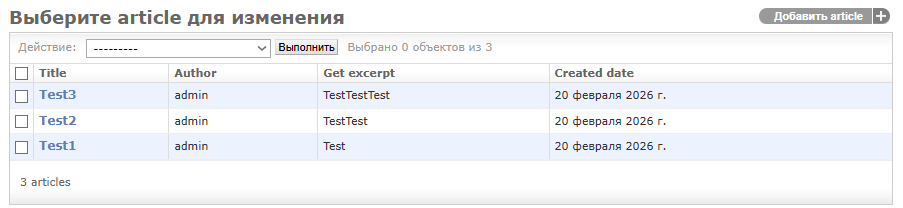 Выберите article для изменения
Добавить article +
Действие: --------- Выполнить Выбрано 0 объектов из 3
Title Author Get excerpt Created date
Test3 admin TestTestTest 20 февраля 2026 г.
Test2 admin TestTest 20 февраля 2026 г.
Test1 admin Test 20 февраля 2026 г.
3 articles